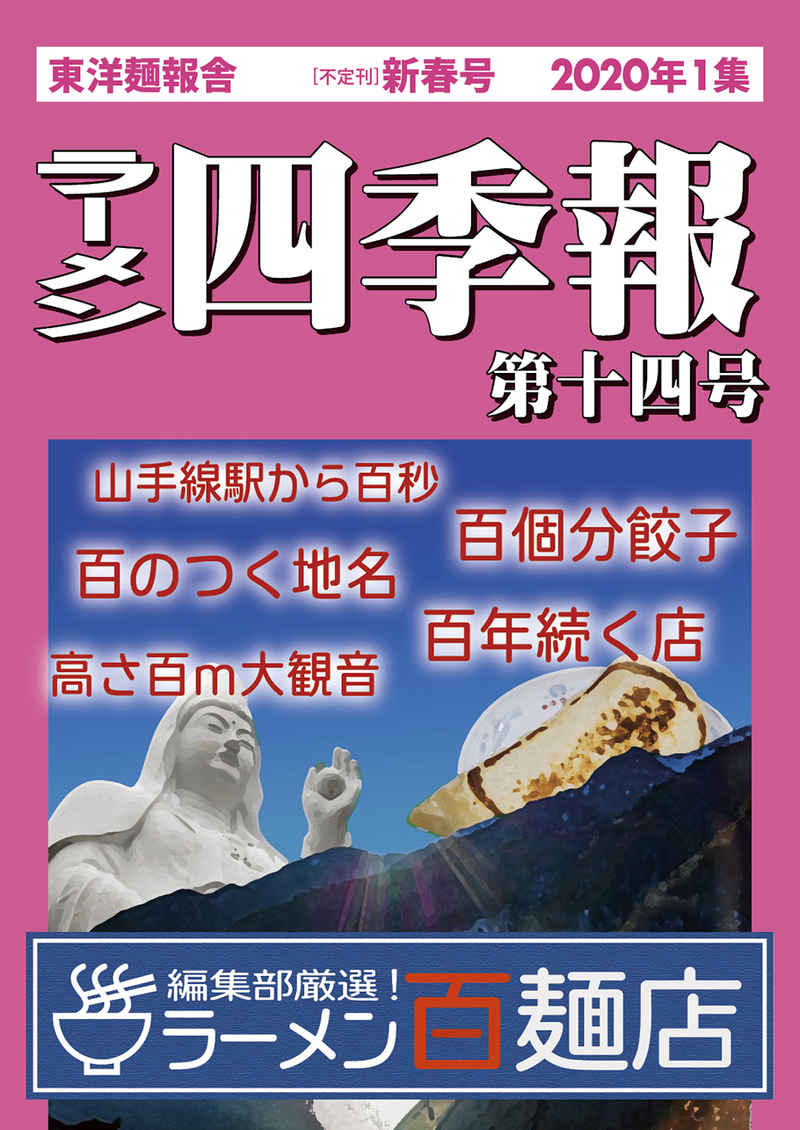 東洋麺報舎 [不定刊]新春号 2020年1集
ラーメン四季報
第十四号
山手線駅から百秒
百個分餃子
百のつく地名
百年続く店
高さ百m大観音
編集部厳選!
ラーメン百麺店